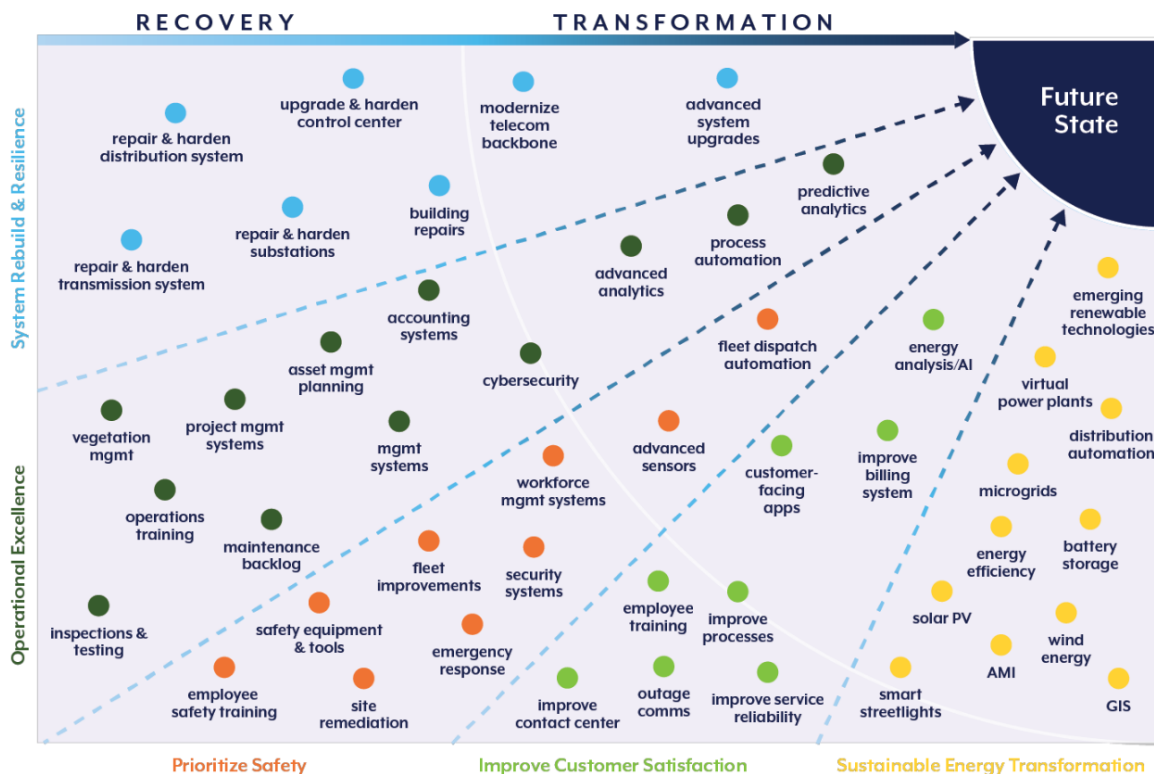 RECOVERY
TRANSFORMATION
Future
State
System Rebuild & Resilience
Operational Excellence
upgrade & harden
control center
modernize
telecom
backbone
advanced
system
upgrades
repair & harden
distribution system
predictive
analytics
building
repairs
repair & harden
substations
process
automation
repair & harden
transmission system
advanced
analytics
emerging
renewable
technologies
accounting
systems
fleet dispatch
automation
energy
analysis/AI
asset mgmt
planning
cybersecurity
virtual
power plants
vegetation
mgmt
project mgmt
systems
mgmt
systems
advanced
sensors
customer-
facing
apps
improve
billing
system
distribution
automation
workforce
mgmt systems
microgrids
operations
training
maintenance
backlog
fleet
improvements
security
systems
energy
efficiency
battery
storage
employee
training
improve
processes
solar PV
wind
energy
inspections &
testing
safety equipment
& tools
emergency
response
AMI
employee
safety training
site
remediation
improve
contact center
outage
comms
improve service
reliability
smart
streetlights
GIS
Prioritize Safety
Improve Customer Satisfaction
Sustainable Energy Transformation